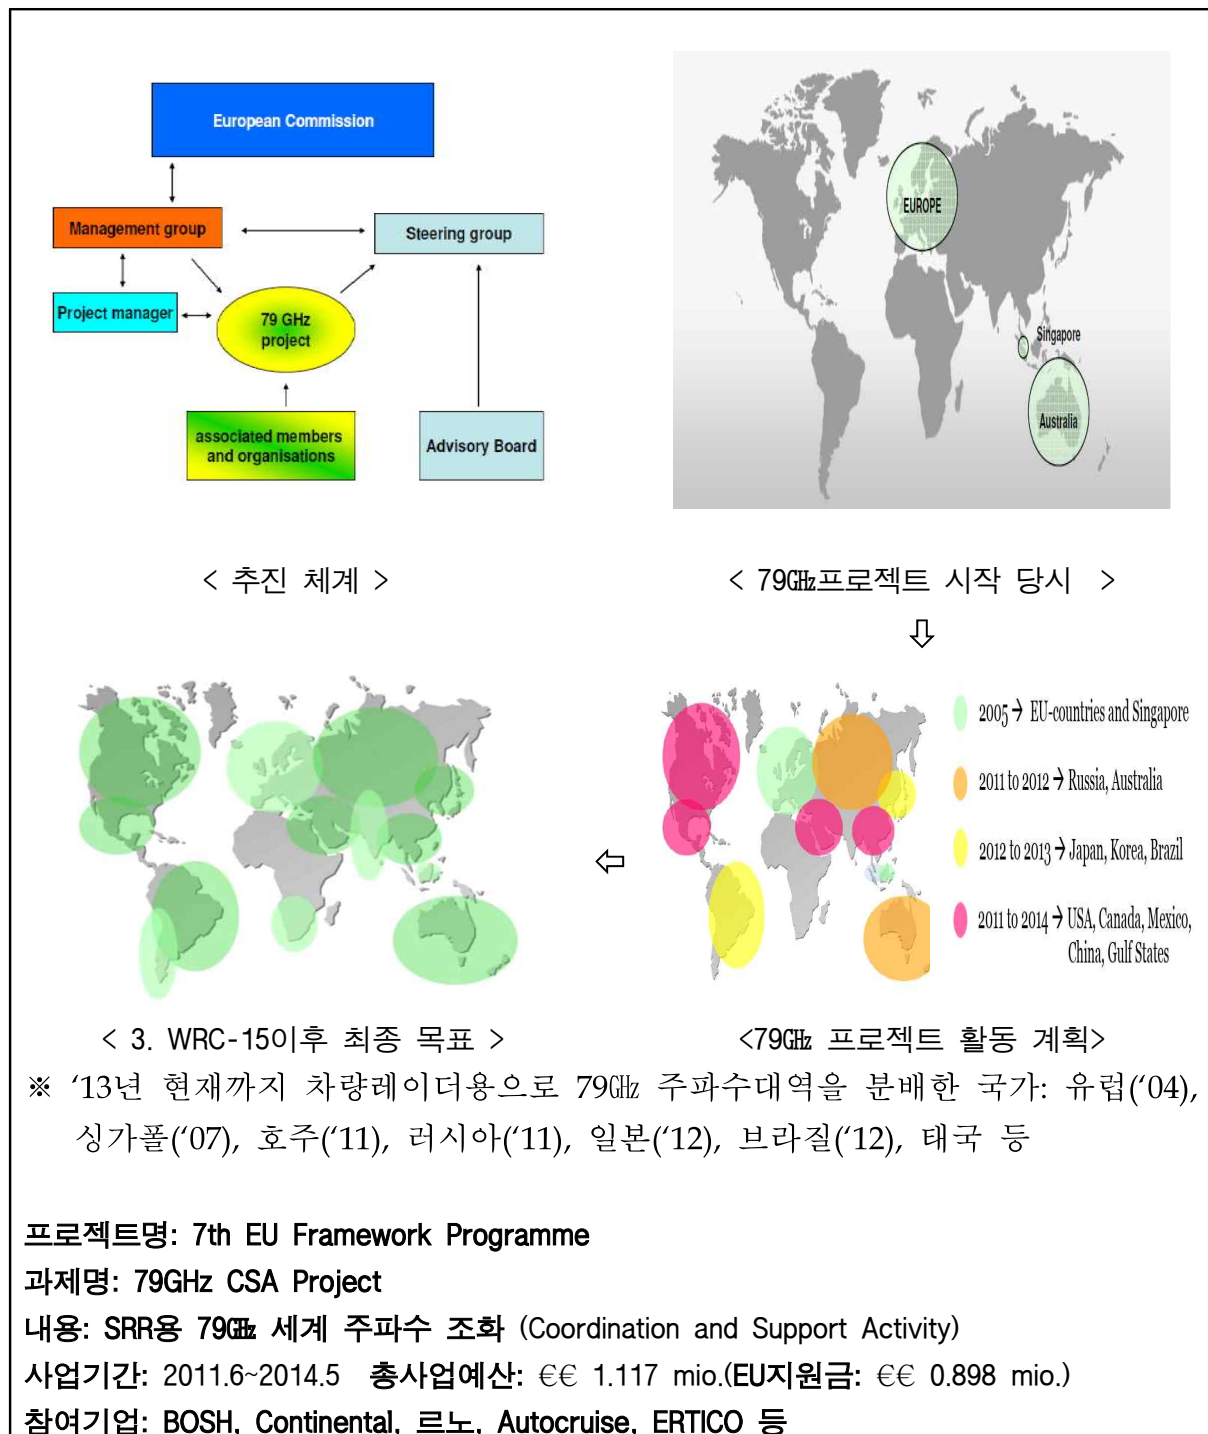 European Commission
Management group
Steering group
Project manager
79 GHz
project
associated members
and organisations
Advisory Board
EUROPE
Singapore
Australia
< 추진 체계 >
< 79㎓프로젝트 시작 당시 >
⇩
2005 → EU-countries and Singapore
2011 to 2012 → Russia, Australia
2012 to 2013 → Japan, Korea, Brazil
2011 to 2014 → USA, Canada, Mexico,
China, Gulf States
⇦
< 3. WRC-15이후 최종 목표 >
<79㎓ 프로젝트 활동 계획>
※ ‘13년 현재까지 차량레이더용으로 79㎓ 주파수대역을 분배한 국가: 유럽(‘04),
싱가폴(‘07), 호주(‘11), 러시아(‘11), 일본(‘12), 브라질(‘12), 태국 등
프로젝트명: 7th EU Framework Programme
과제명: 79GHz CSA Project
내용: SRR용 79㎓ 세계 주파수 조화 (Coordination and Support Activity)
사업기간: 2011.6~2014.5 총사업예산: €€ 1.117 mio.(EU지원금: €€ 0.898 mio.)
참여기업: BOSH, Continental, 르노, Autocruise, ERTICO 등